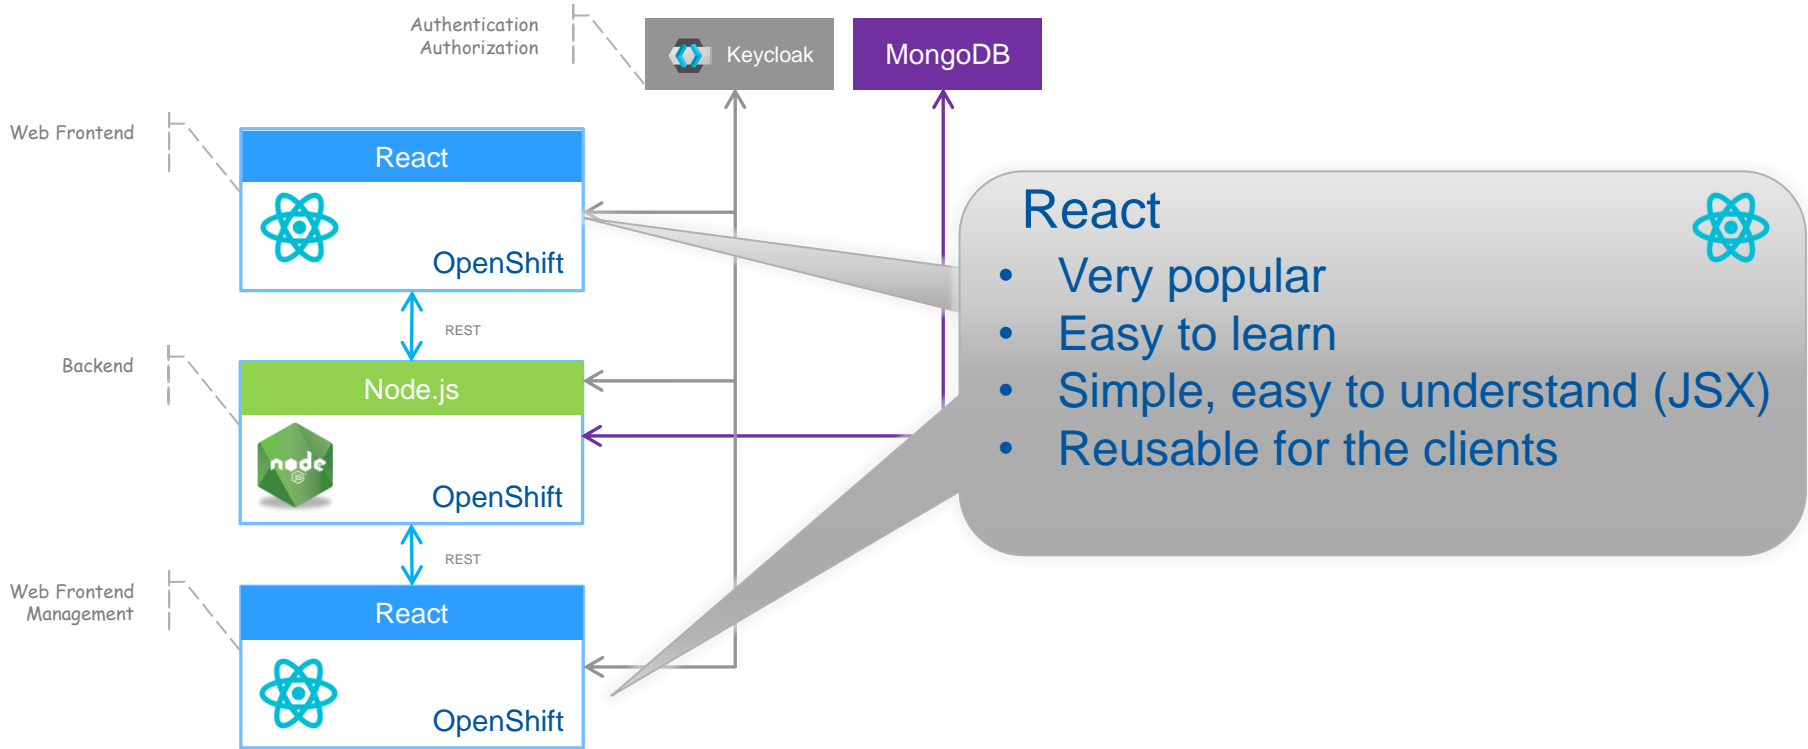 Authentication
Authorization
Keycloak
MongoDB
Web Frontend
React
OpenShift
REST
Backend
Node.js
node
JS
OpenShift
REST
Web Frontend
Management
React
OpenShift
React
• Very popular
• Easy to learn
• Simple, easy to understand (JSX)
• Reusable for the clients